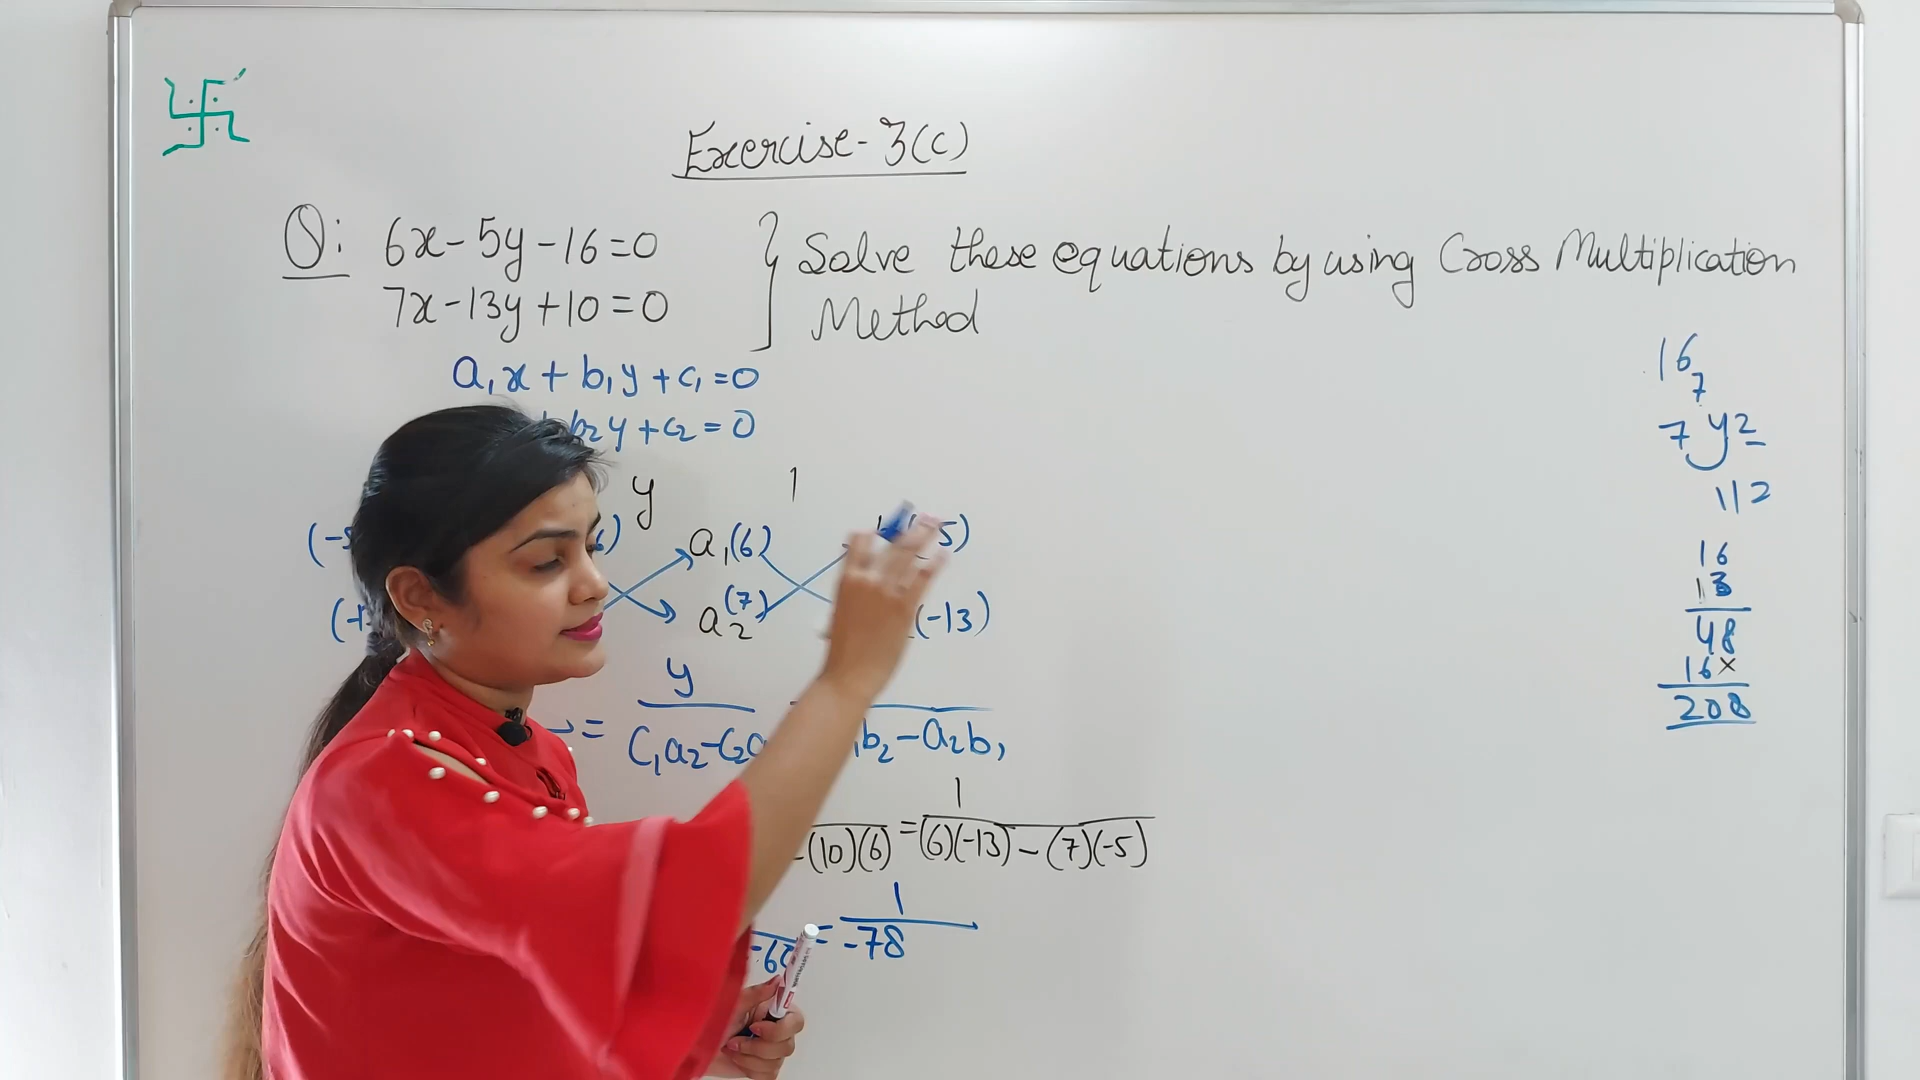 Exercise-3(c)
Q: 6x-5y-16=0 } Solve these equations by using Cross Multiplication
7x-13y+10=0 Method
a₁x + b₁y + c₁ =0
b₂y + c₂ = 0
y 1
a₁(6)
a₂(7) (-13)
y
= C₁a₂-C₂a b₂-a₂b₁
1
-(10)(6) = (6)(-13) - (7)(-5)
1
= -78
16
7
7 y 2
112
16
13
48
16x
208